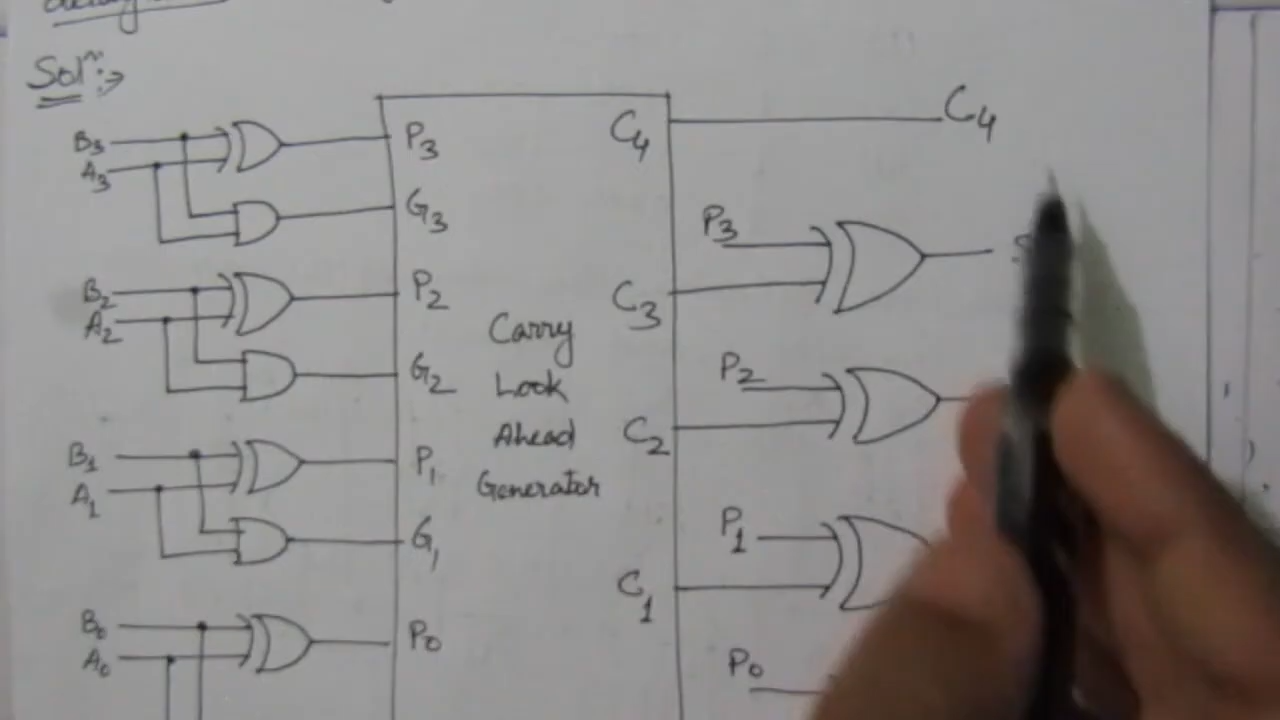 Solⁿ:→
B₃
A₃
P₃
G₃
B₂
A₂
P₂
G₂
B₁
A₁
P₁
G₁
B₀
A₀
P₀
Carry
Look
Ahead
Generator
C₄
C₄
P₃
C₃
S
P₂
C₂
P₁
C₁
P₀